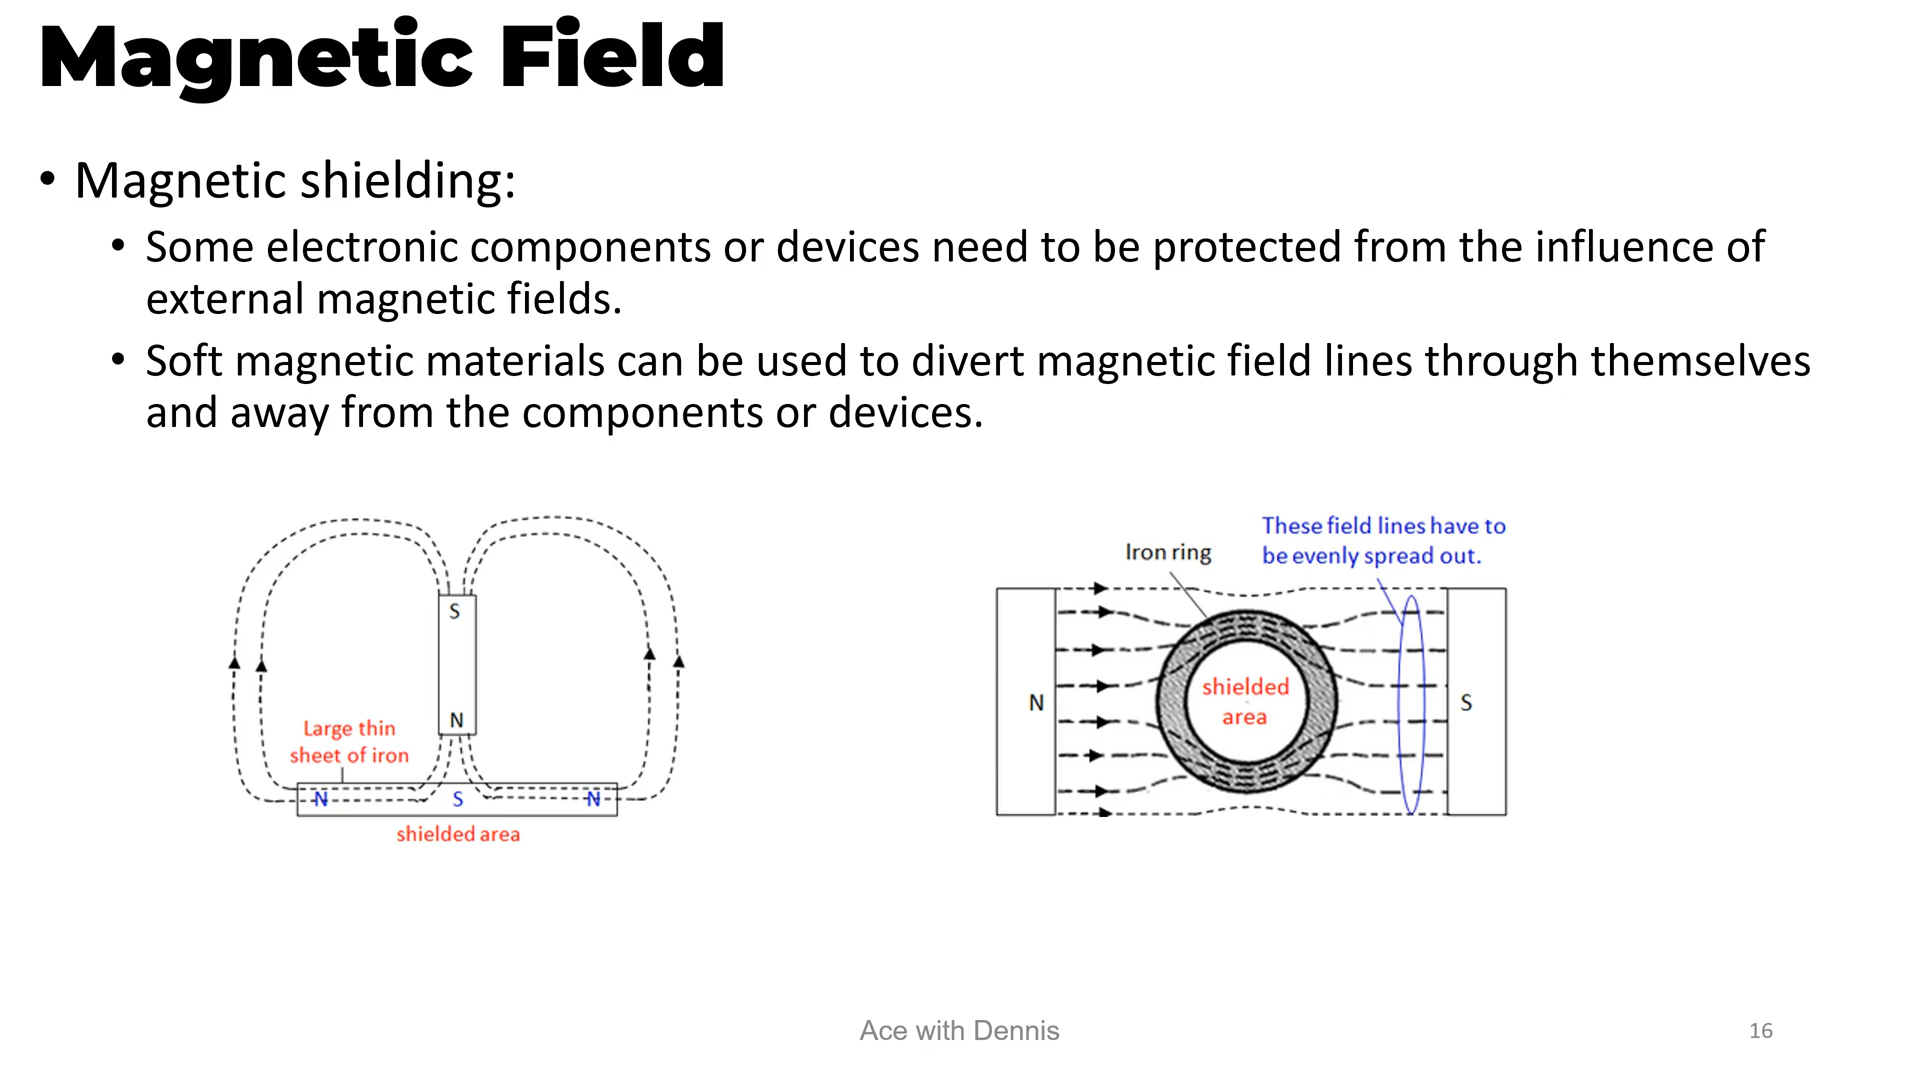 Magnetic Field
• Magnetic shielding:
• Some electronic components or devices need to be protected from the influence of
external magnetic fields.
• Soft magnetic materials can be used to divert magnetic field lines through themselves
and away from the components or devices.
S
N
Large thin
sheet of iron
N
S
N
shielded area
Iron ring
These field lines have to
be evenly spread out.
N
shielded
area
S
Ace with Dennis
16